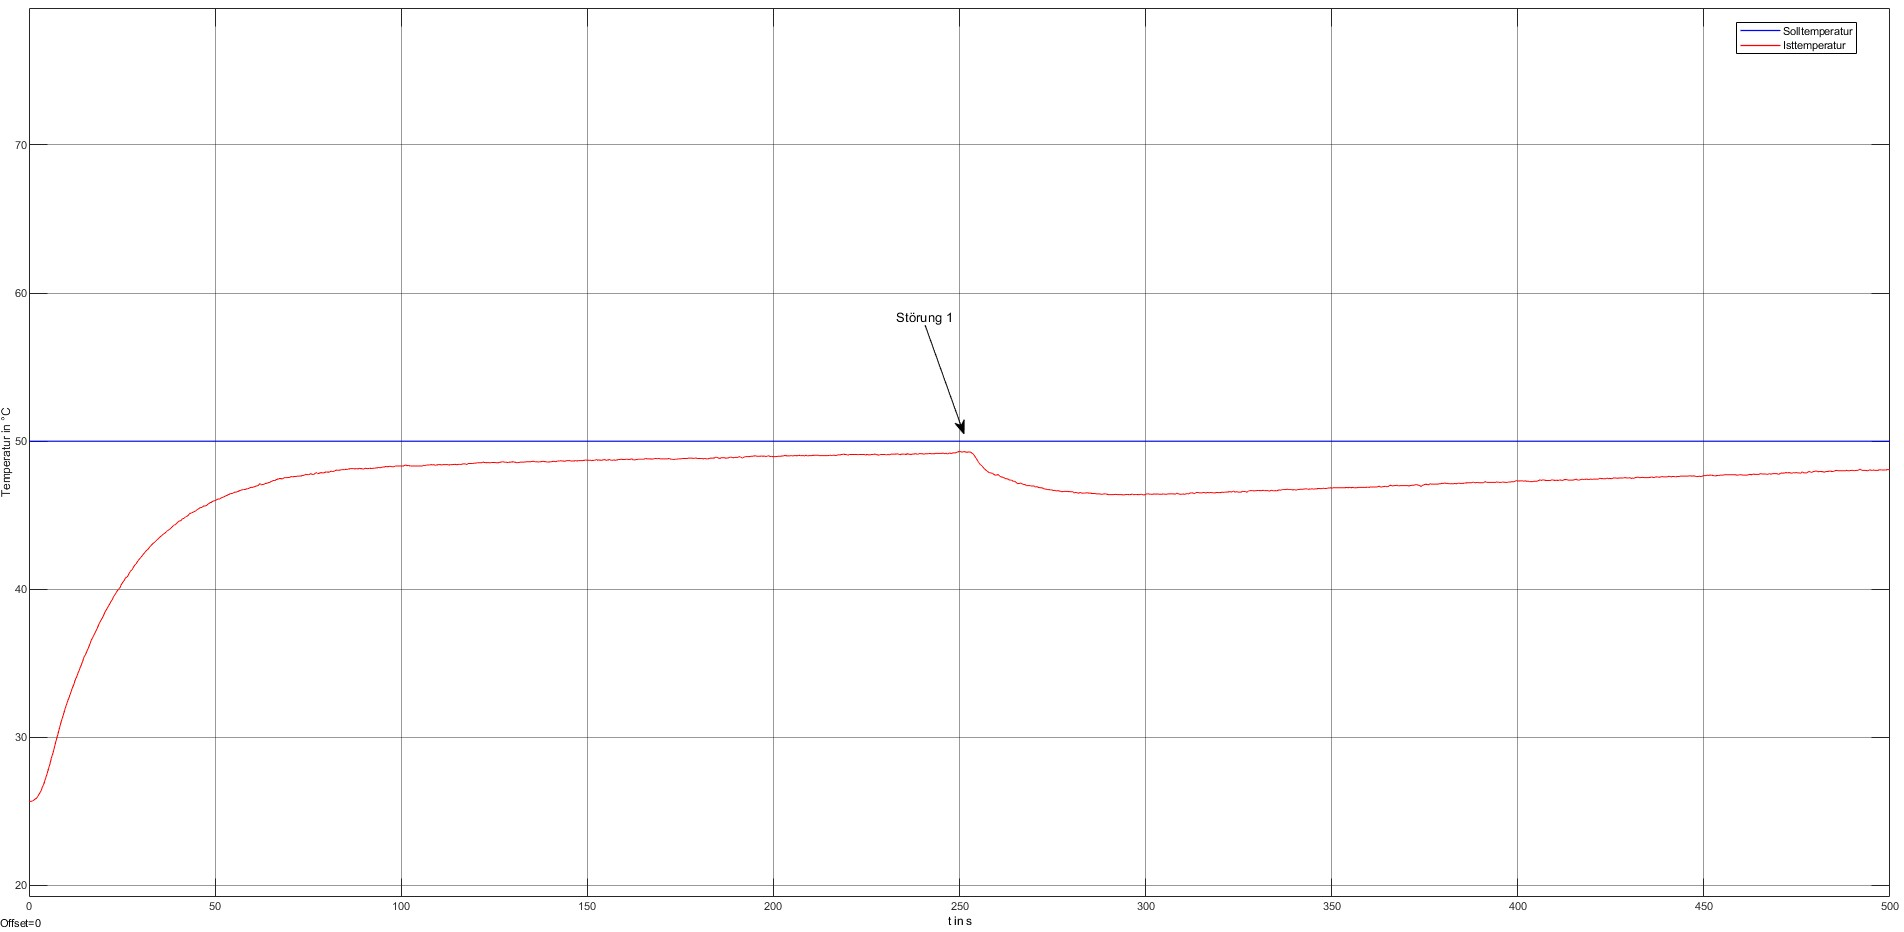 Solltemperatur
Isttemperatur
70
60
Störung 1
50
40
30
20
Temperatur in °C
0 50 100 150 200 250 300 350 400 450 500
t in s
Offset=0